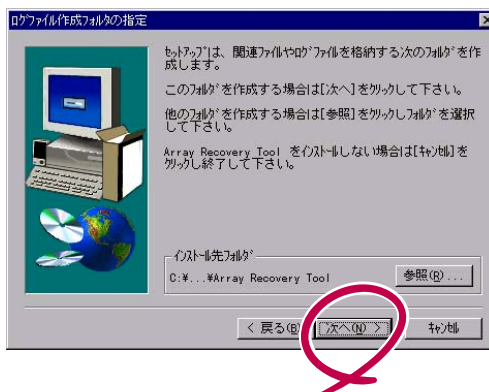 ログファイル作成フォルダの指定
セットアップは、関連ファイルやログファイルを格納する次のフォルダを作
成します。
このフォルダを作成する場合は[次へ]をクリックして下さい。
他のフォルダを作成する場合は[参照]をクリックしフォルダを選択
して下さい。
Array Recovery Tool をインストールしない場合は[キャンセル]を
クリックし終了して下さい。
インストール先フォルダ
C:¥...¥Array Recovery Tool
参照(R)...
< 戻る(B)
次へ(N) >
キャンセル